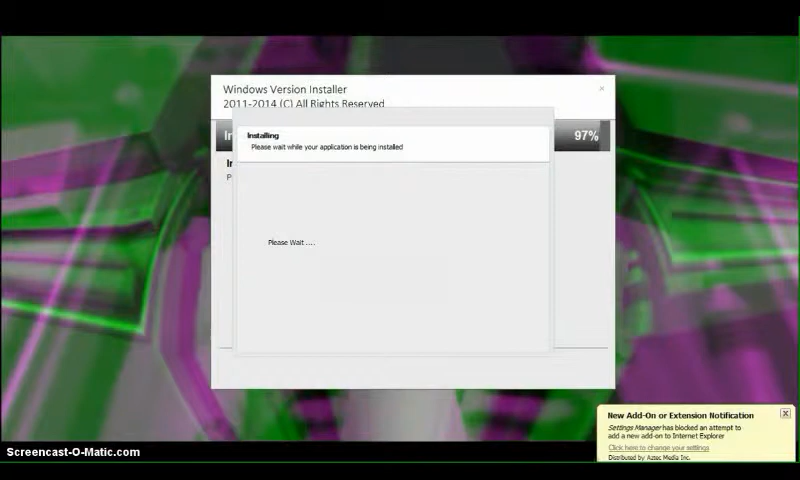 Windows Version Installer
2011-2014 (C) All Rights Reserved
In
97%
Installing
Please wait while your application is being installed
In
P
Please Wait ....
New Add-On or Extension Notification
Settings Manager has blocked an attempt to
add a new add-on to Internet Explorer
Click here to change your settings
Distributed by Aztec Media Inc.
Screencast-O-Matic.com